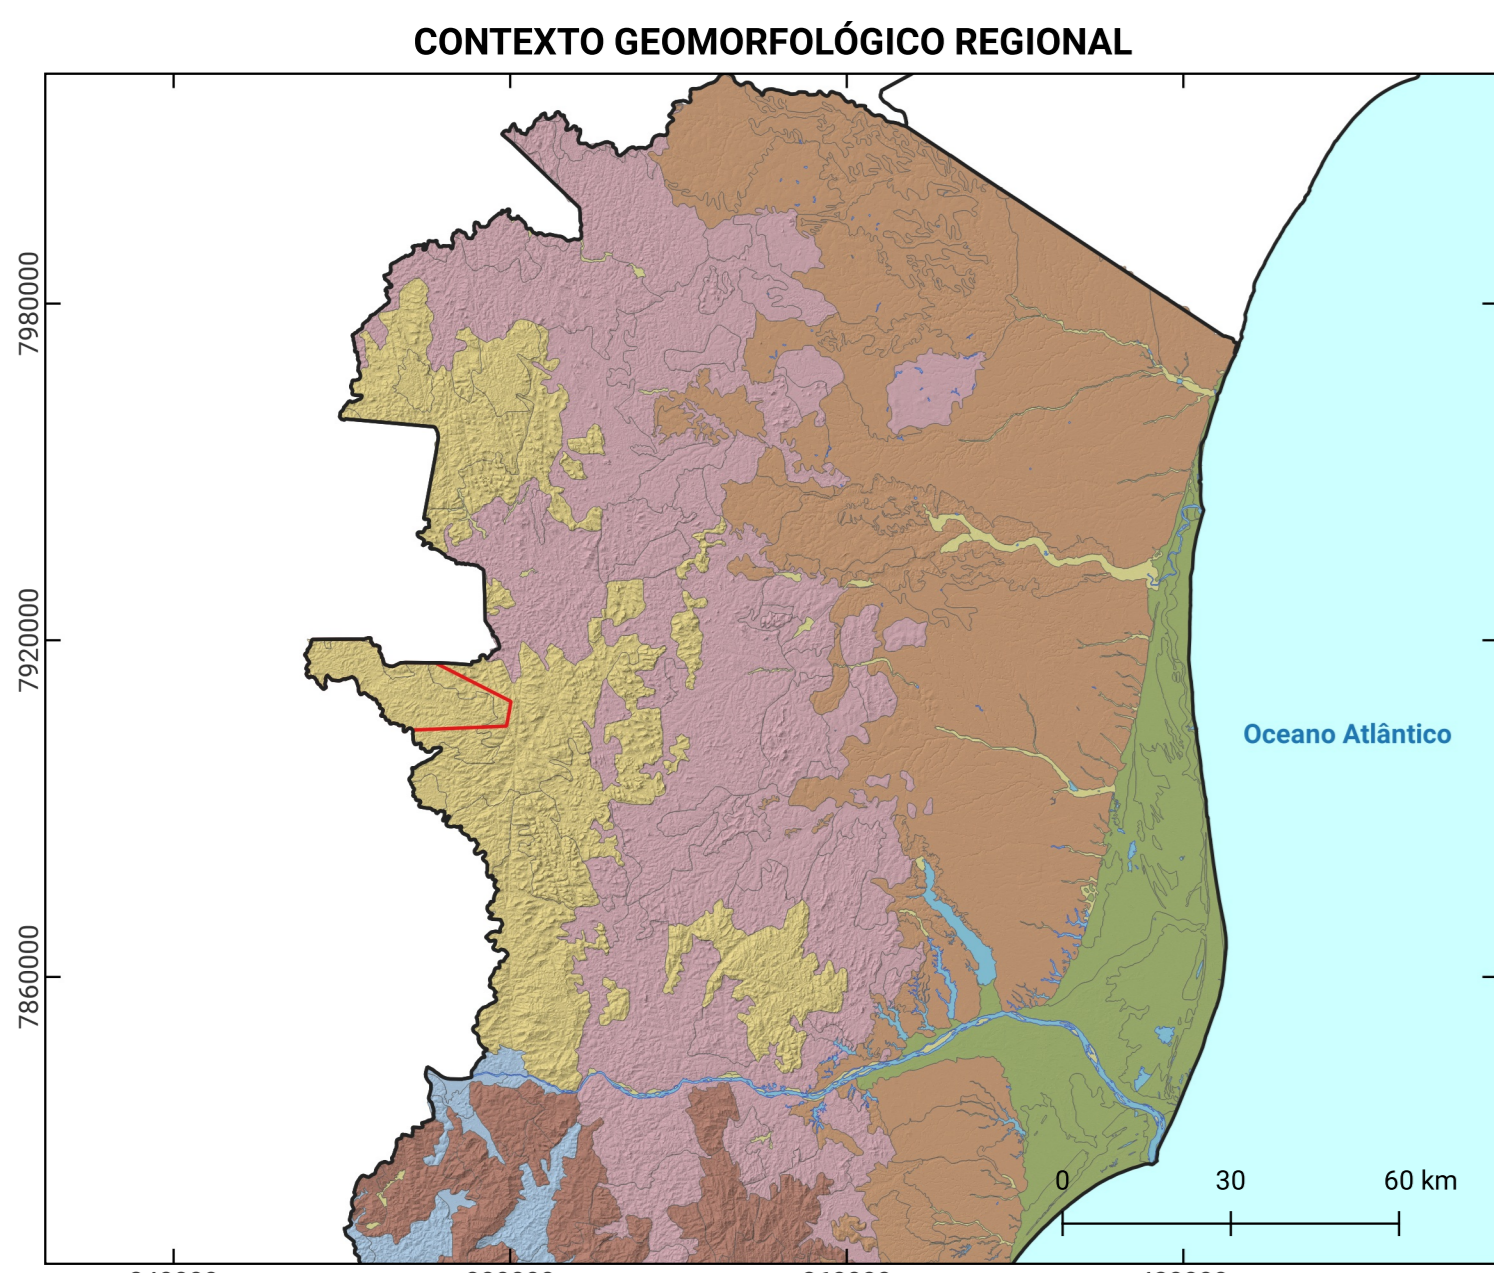 CONTEXTO GEOMORFOLÓGICO REGIONAL
7980000
7920000
7860000
Oceano Atlântico
0 30 60 km